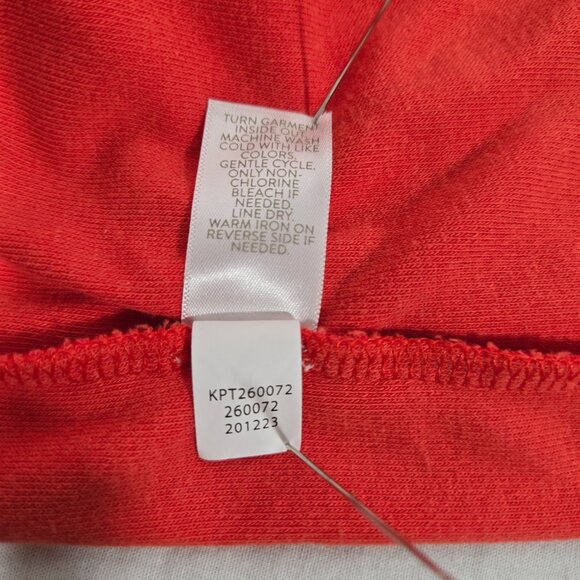 TURN GARMENT
INSIDE OUT.
MACHINE WASH
COLD WITH LIKE
COLORS.
GENTLE CYCLE.
ONLY NON-
CHLORINE
BLEACH IF
NEEDED.
LINE DRY.
WARM IRON ON
REVERSE SIDE IF
NEEDED.
KPT260072
260072
201223